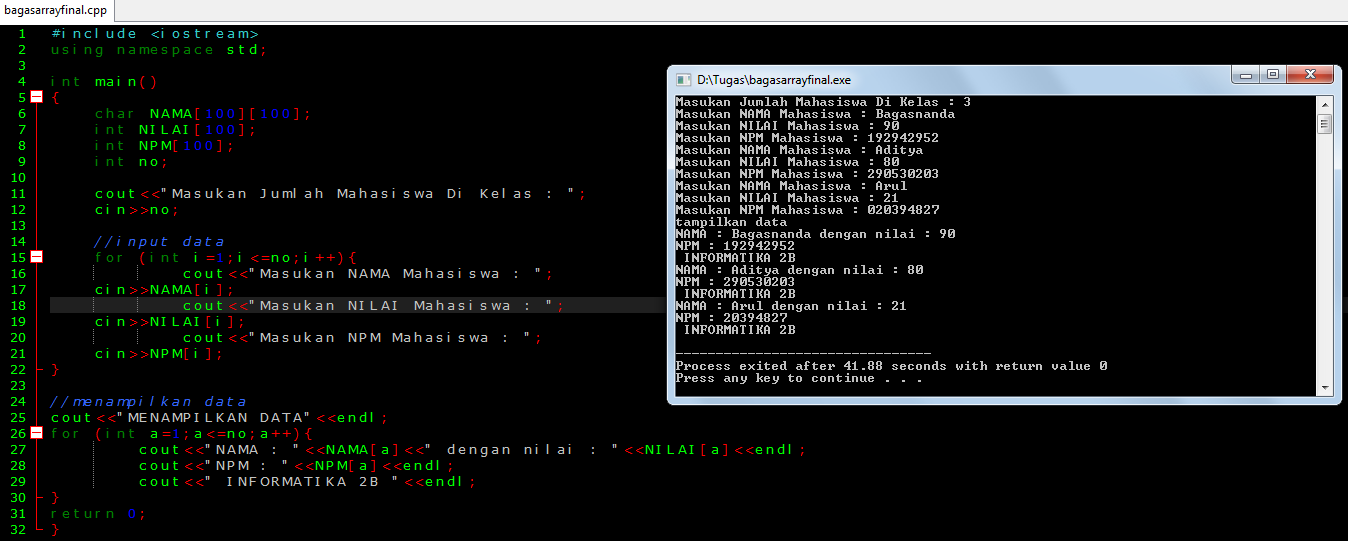 bagasarrayfinal.cpp
1 #include <iostream>
2 using namespace std;
3
4 int main()
5 {
6 char NAMA[100][100];
7 int NILAI[100];
8 int NPM[100];
9 int no;
10
11 cout<<"Masukan Jumlah Mahasiswa Di Kelas : ";
12 cin>>no;
13
14 //input data
15 for (int i=1;i<=no;i++){
16 cout<<"Masukan NAMA Mahasiswa : ";
17 cin>>NAMA[i];
18 cout<<"Masukan NILAI Mahasiswa : ";
19 cin>>NILAI[i];
20 cout<<"Masukan NPM Mahasiswa : ";
21 cin>>NPM[i];
22 }
23
24 //menampilkan data
25 cout<<"MENAMPILKAN DATA"<<endl;
26 for (int a=1;a<=no;a++){
27 cout<<"NAMA : "<<NAMA[a]<<" dengan nilai : "<<NILAI[a]<<endl;
28 cout<<"NPM : "<<NPM[a]<<endl;
29 cout<<" INFORMATIKA 2B "<<endl;
30 }
31 return 0;
32 }
D:\Tugas\bagasarrayfinal.exe
Masukan Jumlah Mahasiswa Di Kelas : 3
Masukan NAMA Mahasiswa : Bagasnanda
Masukan NILAI Mahasiswa : 90
Masukan NPM Mahasiswa : 192942952
Masukan NAMA Mahasiswa : Aditya
Masukan NILAI Mahasiswa : 80
Masukan NPM Mahasiswa : 290530203
Masukan NAMA Mahasiswa : Arul
Masukan NILAI Mahasiswa : 21
Masukan NPM Mahasiswa : 020394827
tampilkan data
NAMA : Bagasnanda dengan nilai : 90
NPM : 192942952
INFORMATIKA 2B
NAMA : Aditya dengan nilai : 80
NPM : 290530203
INFORMATIKA 2B
NAMA : Arul dengan nilai : 21
NPM : 20394827
INFORMATIKA 2B
--------------------------------
Process exited after 41.88 seconds with return value 0
Press any key to continue . . .